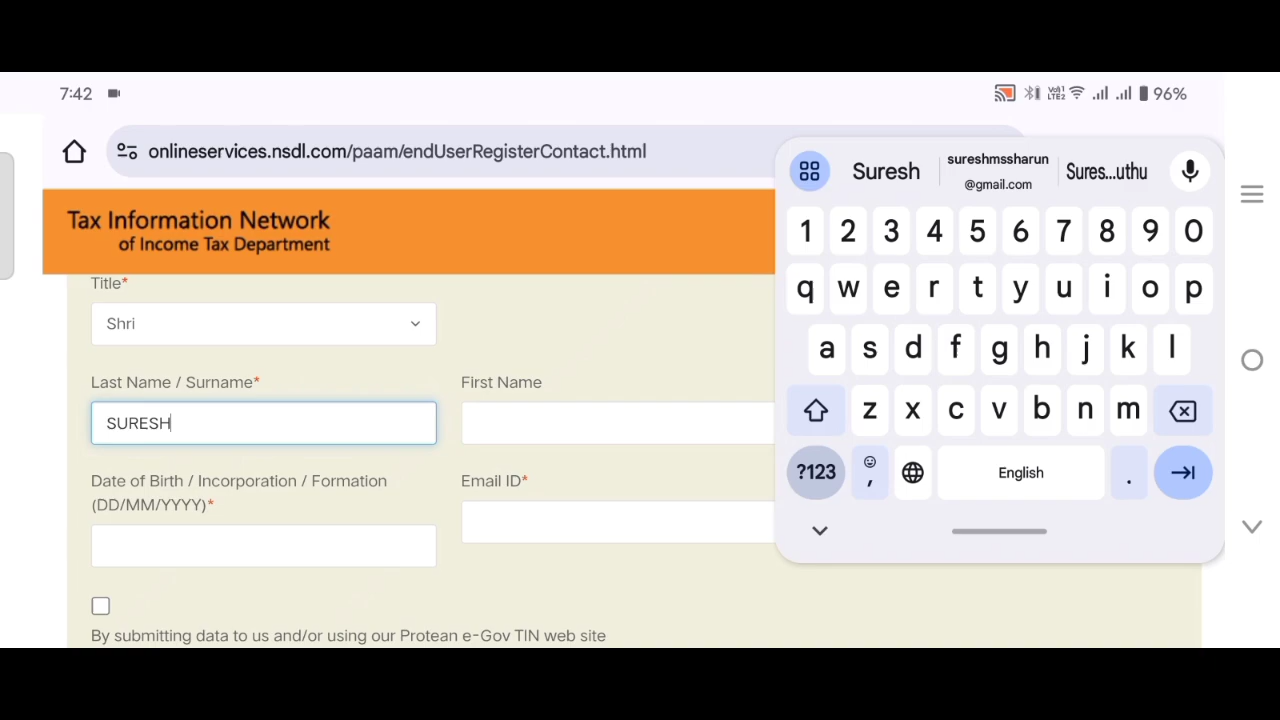 7:42
VoLTE2
96%
onlineservices.nsdl.com/paam/endUserRegisterContact.html
Suresh
sureshmssharun
@gmail.com
Sures...uthu
Tax Information Network
of Income Tax Department
1 2 3 4 5 6 7 8 9 0
q w e r t y u i o p
a s d f g h j k l
z x c v b n m
?123 , English .
Title*
Shri
Last Name / Surname*
First Name
SURESH
Date of Birth / Incorporation / Formation
(DD/MM/YYYY)*
Email ID*
By submitting data to us and/or using our Protean e-Gov TIN web site